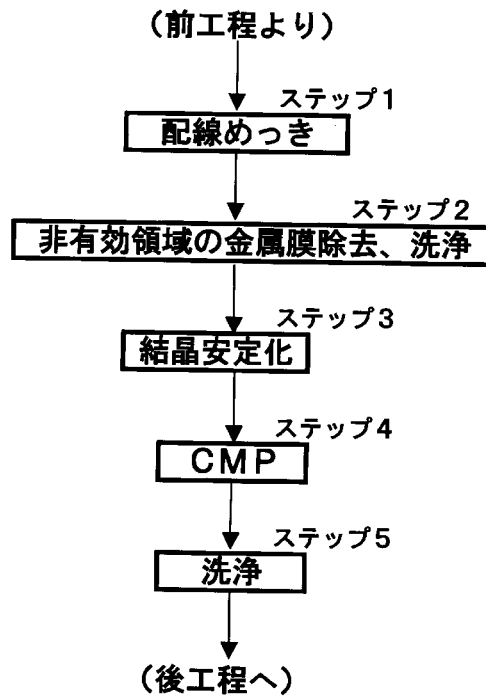 (前工程より)
ステップ1
配線めっき
ステップ2
非有効領域の金属膜除去、洗浄
ステップ3
結晶安定化
ステップ4
CMP
ステップ5
洗浄
(後工程へ)